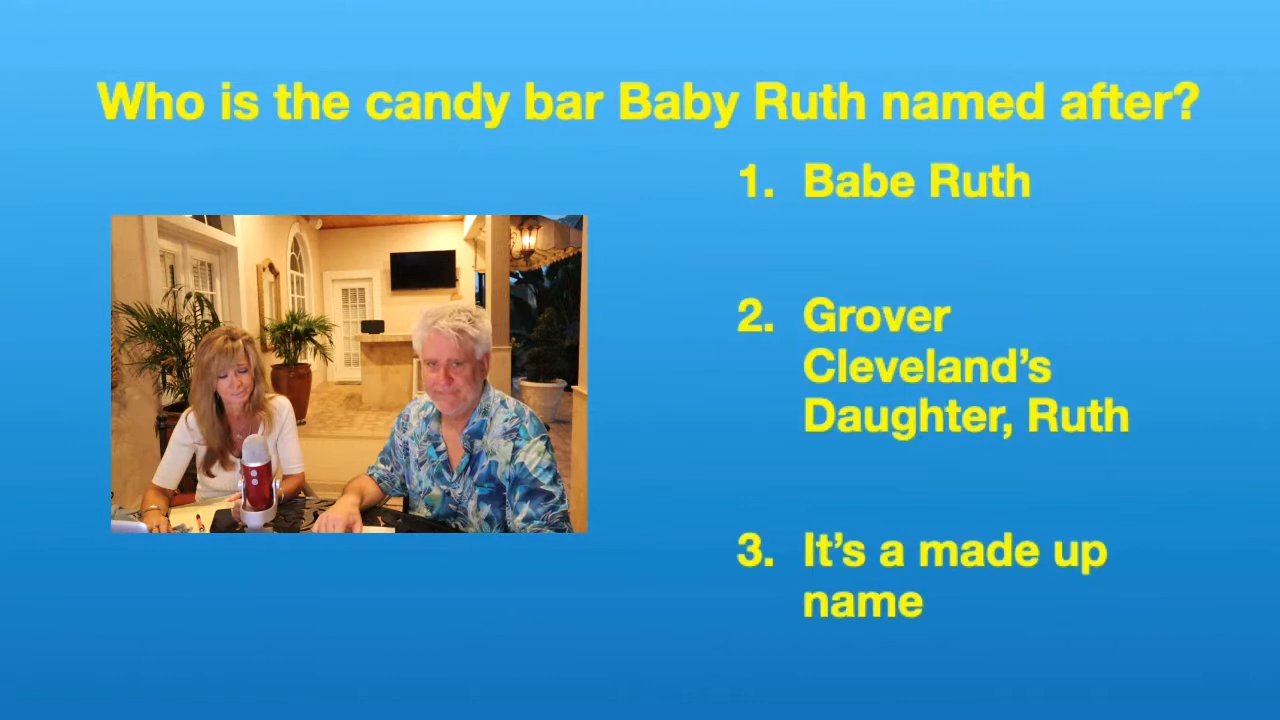 Who is the candy bar Baby Ruth named after?
1. Babe Ruth
2. Grover
Cleveland’s
Daughter, Ruth
3. It’s a made up
name